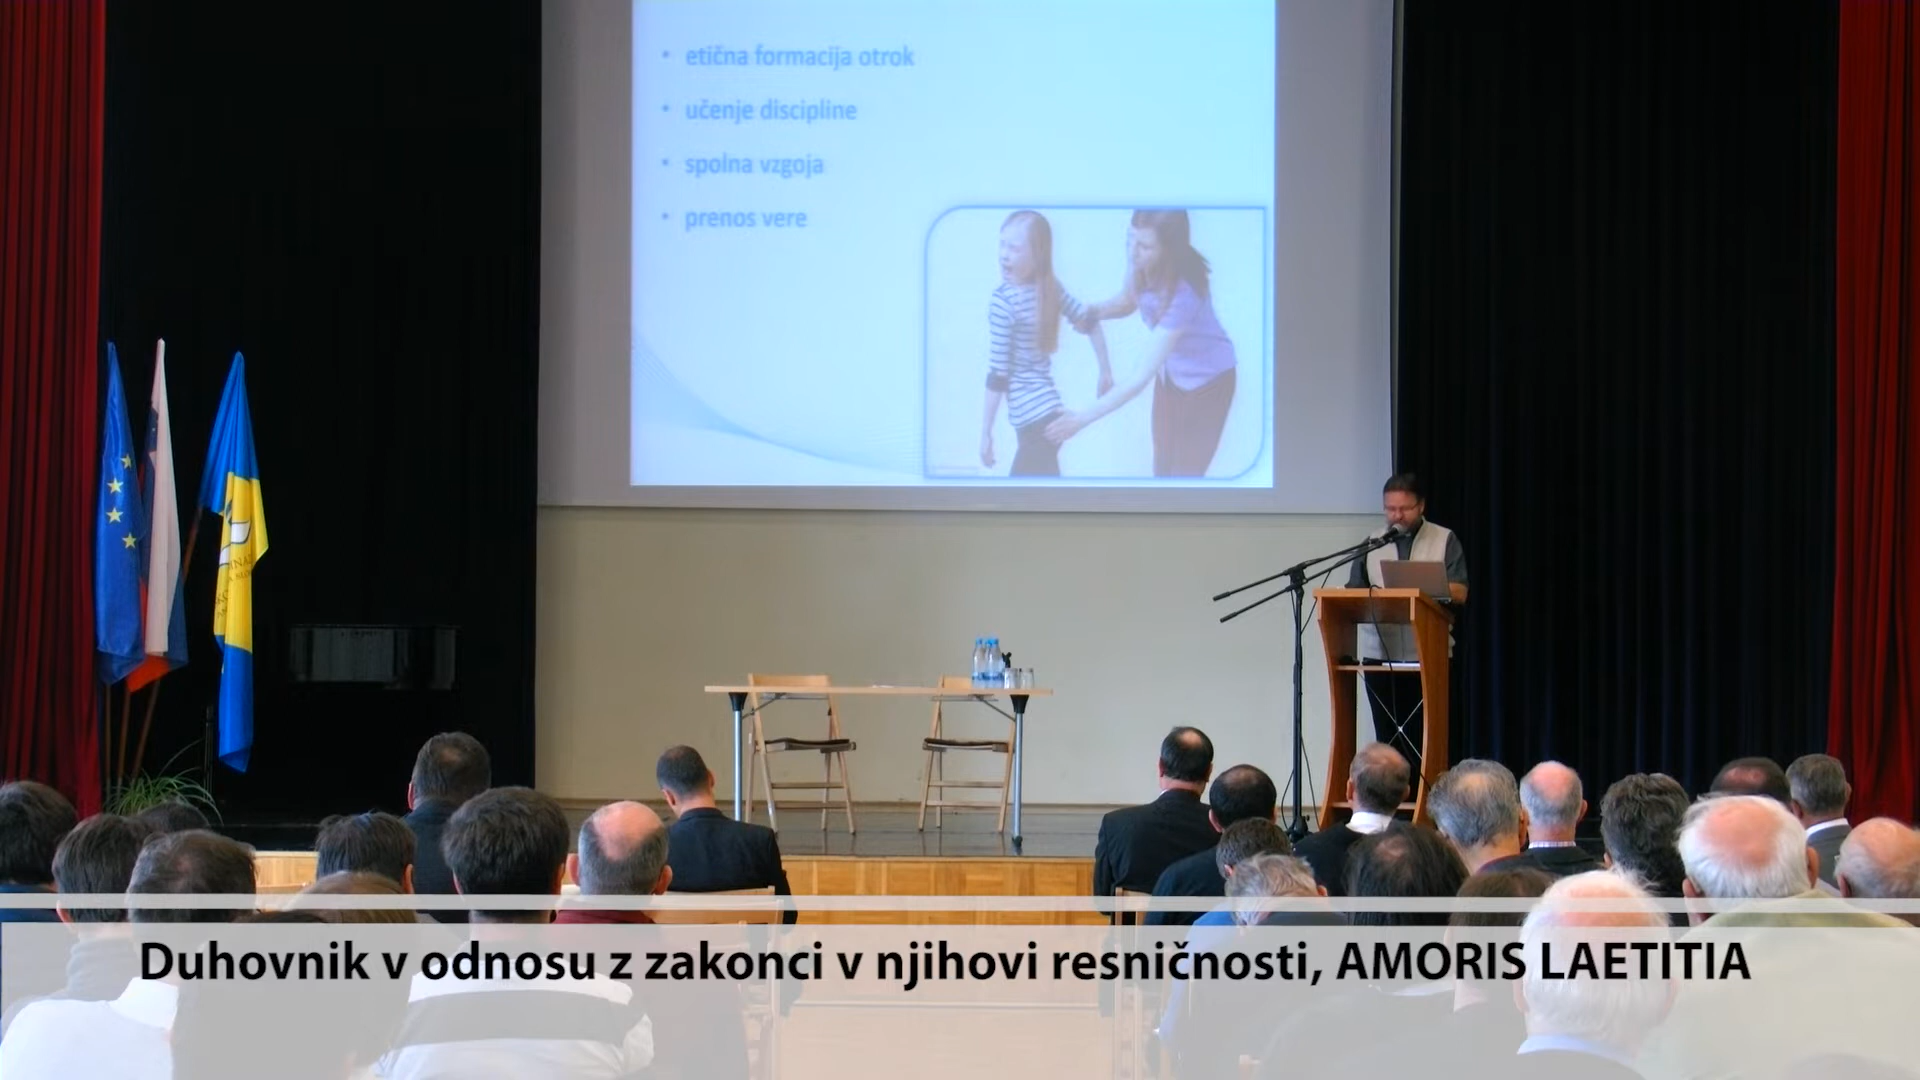 • etična formacija otrok
• učenje discipline
• spolna vzgoja
• prenos vere
Duhovnik v odnosu z zakonci v njihovi resničnosti, AMORIS LAETITIA